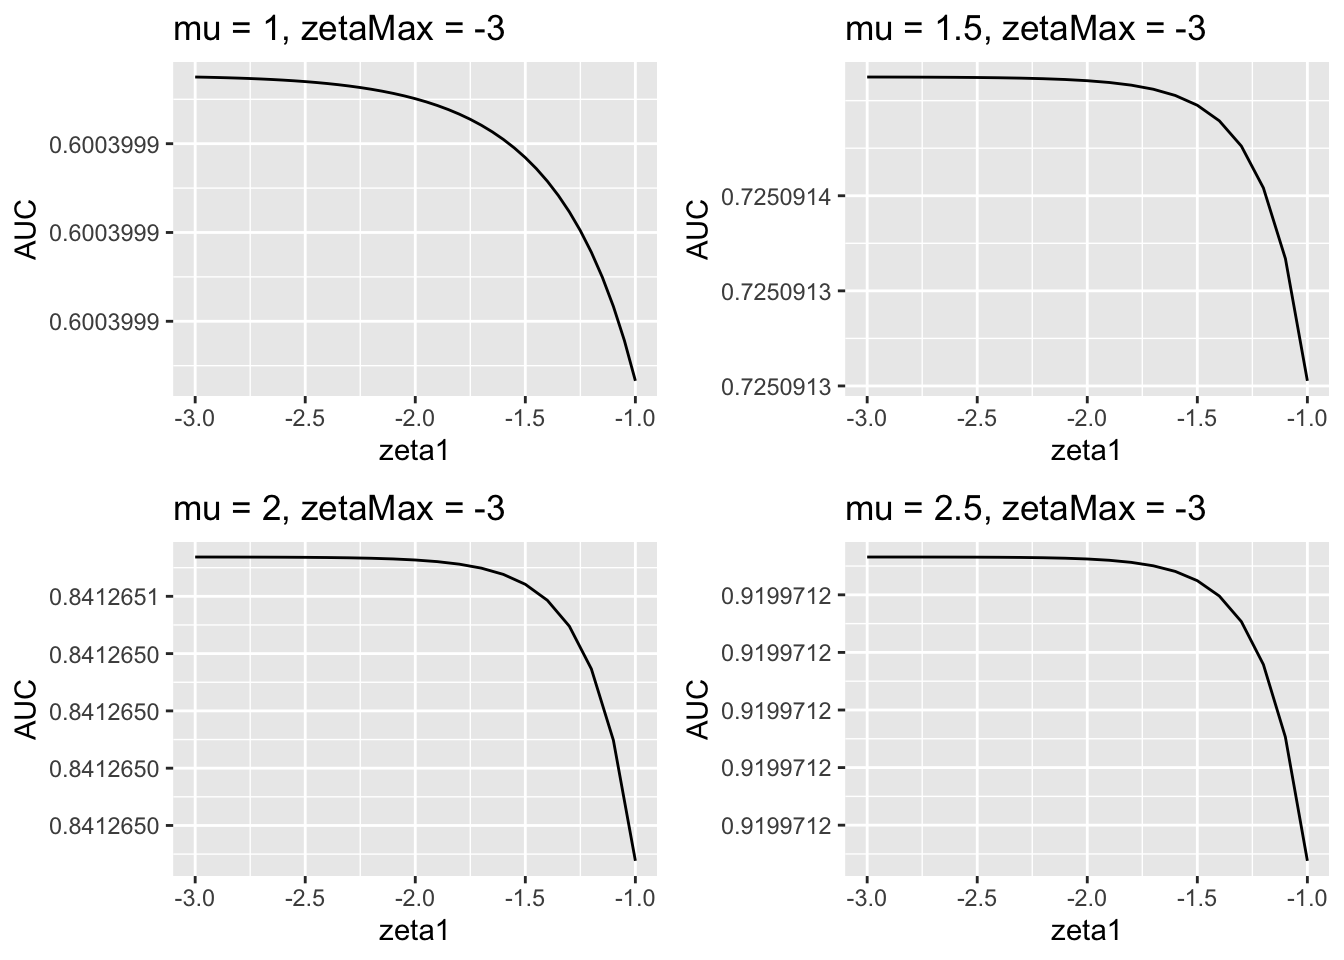 mu = 1, zetaMax = -3
0.6003999
0.6003999
0.6003999
AUC
-3.0 -2.5 -2.0 -1.5 -1.0
zeta1
mu = 1.5, zetaMax = -3
0.7250914
0.7250913
0.7250913
AUC
-3.0 -2.5 -2.0 -1.5 -1.0
zeta1
mu = 2, zetaMax = -3
0.8412651
0.8412650
0.8412650
0.8412650
0.8412650
AUC
-3.0 -2.5 -2.0 -1.5 -1.0
zeta1
mu = 2.5, zetaMax = -3
0.9199712
0.9199712
0.9199712
0.9199712
0.9199712
AUC
-3.0 -2.5 -2.0 -1.5 -1.0
zeta1